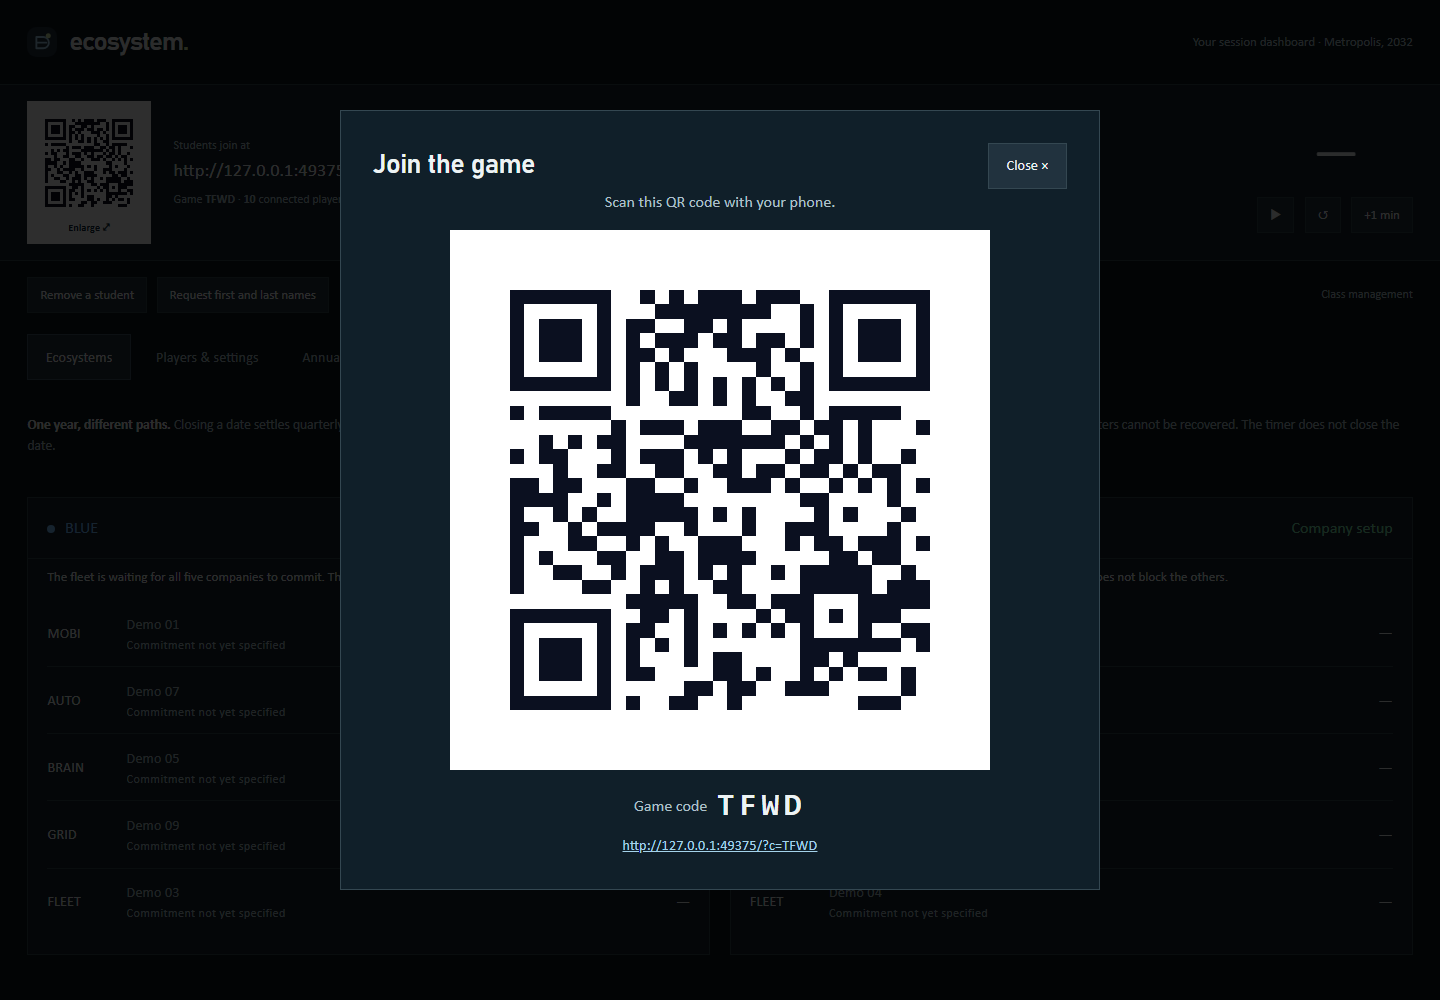 ecosystem.
Your session dashboard · Metropolis, 2032
Students join at
http://127.0.0.1:49375
Game TFWD · 10 connected playe
Enlarge ⤢
+1 min
Remove a student
Request first and last names
Class management
Ecosystems
Players & settings
Annua
One year, different paths. Closing a date settles quarterly
ers cannot be recovered. The timer does not close the
date.
BLUE
Company setup
The fleet is waiting for all five companies to commit. Th
oes not block the others.
MOBI
Demo 01
Commitment not yet specified
—
AUTO
Demo 07
Commitment not yet specified
—
BRAIN
Demo 05
Commitment not yet specified
—
GRID
Demo 09
Commitment not yet specified
—
FLEET
Demo 03
Commitment not yet specified
—
FLEET
Demo 04
Commitment not yet specified
—
Join the game
Close ×
Scan this QR code with your phone.
Game code TFWD
http://127.0.0.1:49375/?c=TFWD